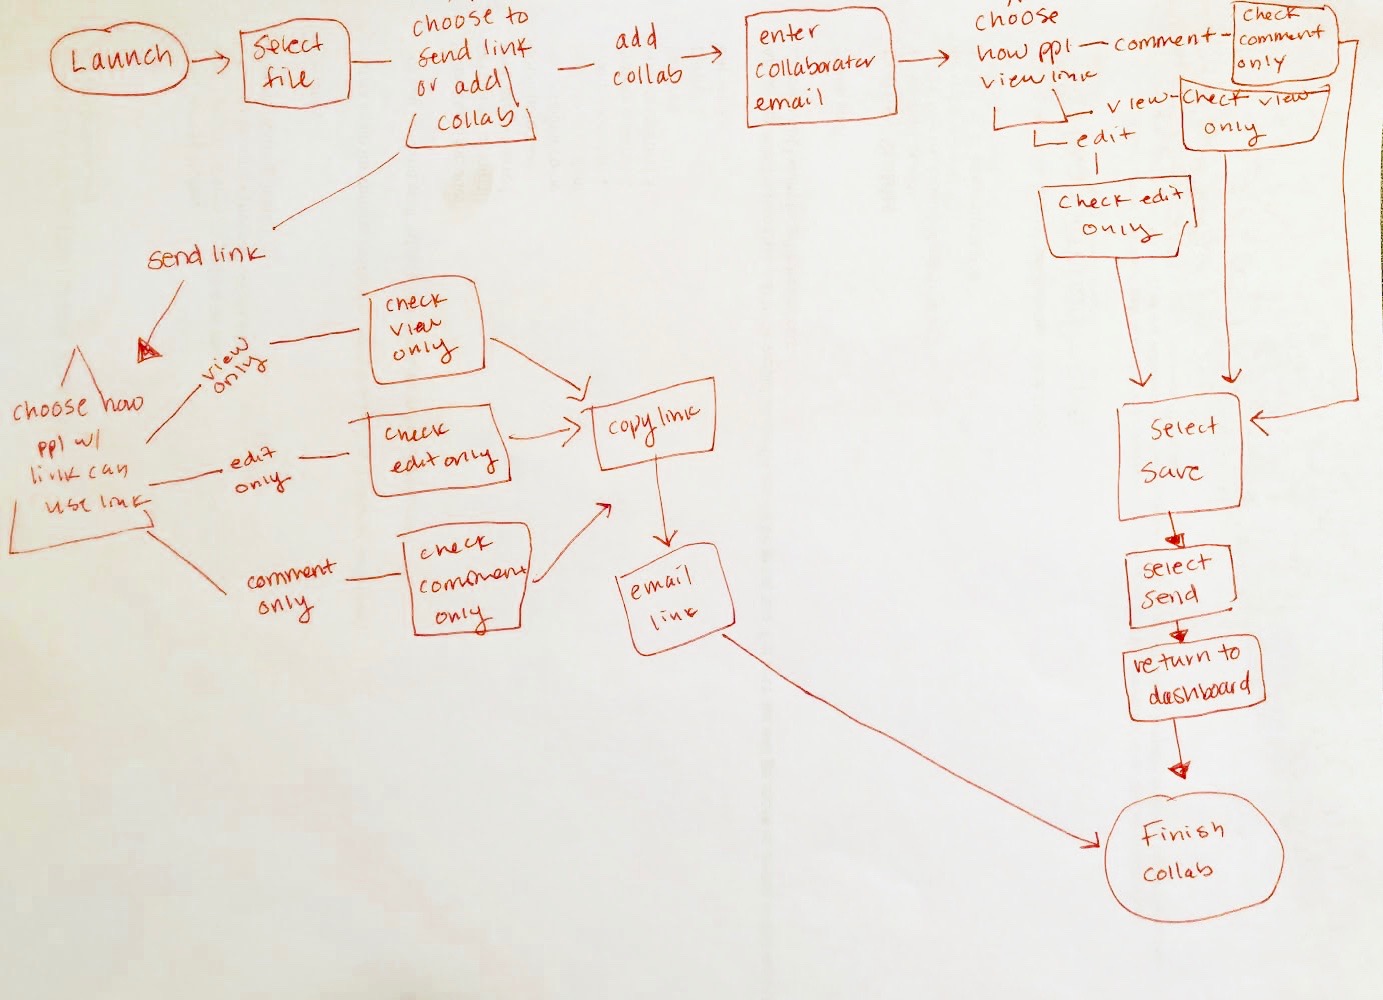 Launch
Select
file
choose to
send link
or add
collab
add
collab
enter
collaborator
email
choose
how ppl
view link
comment
check
comment
only
view
check view
only
edit
check edit
only
send link
choose how
ppl w/
link can
use link
view
only
check
view
only
edit
only
check
edit only
comment
only
check
comment
only
copy link
email
link
Select
Save
select
send
return to
dashboard
Finish
collab